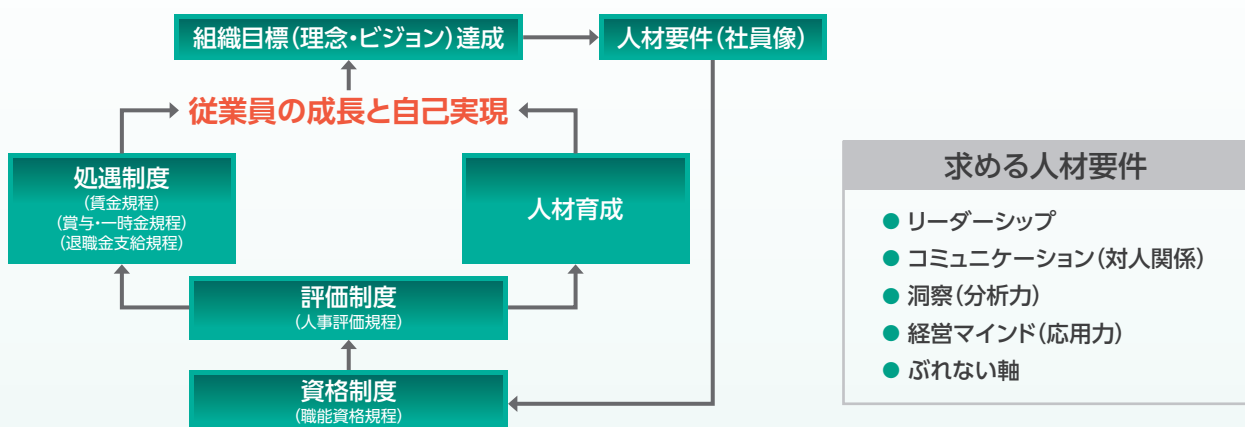 組織目標(理念・ビジョン)達成
人材要件(社員像)
従業員の成長と自己実現
処遇制度
(賃金規程)
(賞与・一時金規程)
(退職金支給規程)
人材育成
評価制度
(人事評価規程)
資格制度
(職能資格規程)
求める人材要件
● リーダーシップ
● コミュニケーション(対人関係)
● 洞察(分析力)
● 経営マインド(応用力)
● ぶれない軸